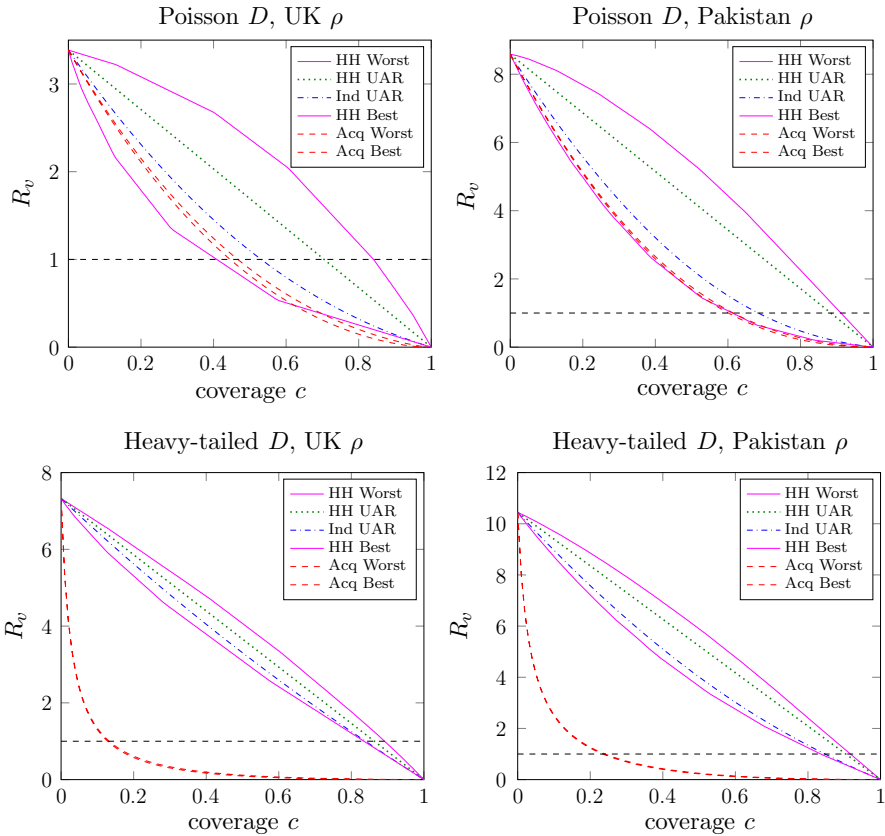 Poisson D, UK ρ
HH Worst
HH UAR
Ind UAR
HH Best
Acq Worst
Acq Best
3
2
1
0
R_v
0 0.2 0.4 0.6 0.8 1
coverage c
Poisson D, Pakistan ρ
HH Worst
HH UAR
Ind UAR
HH Best
Acq Worst
Acq Best
8
6
4
2
0
R_v
0 0.2 0.4 0.6 0.8 1
coverage c
Heavy-tailed D, UK ρ
HH Worst
HH UAR
Ind UAR
HH Best
Acq Worst
Acq Best
8
6
4
2
0
R_v
0 0.2 0.4 0.6 0.8 1
coverage c
Heavy-tailed D, Pakistan ρ
HH Worst
HH UAR
Ind UAR
HH Best
Acq Worst
Acq Best
12
10
8
6
4
2
0
R_v
0 0.2 0.4 0.6 0.8 1
coverage c